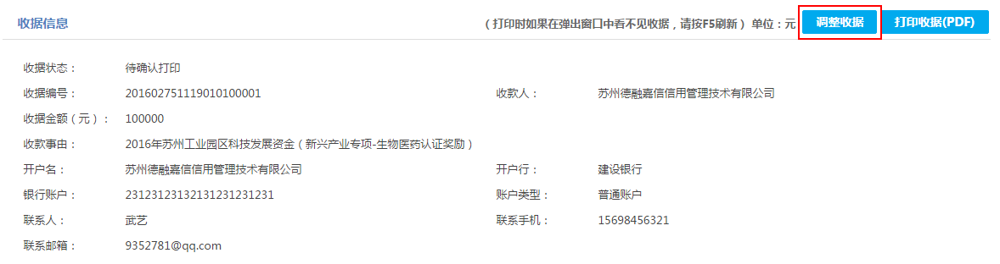 收据信息
（打印时如果在弹出窗口中看不见收据，请按F5刷新） 单位：元 调整收据 打印收据(PDF)
收据状态： 待确认打印
收据编号： 201602751119010100001 收款人： 苏州德融嘉信信用管理技术有限公司
收据金额（元）： 100000
收款事由： 2016年苏州工业园区科技发展资金（新兴产业专项-生物医药认证奖励）
开户名： 苏州德融嘉信信用管理技术有限公司 开户行： 建设银行
银行账户： 23123123132131231231231 账户类型： 普通账户
联系人： 武艺 联系手机： 15698456321
联系邮箱： 9352781@qq.com